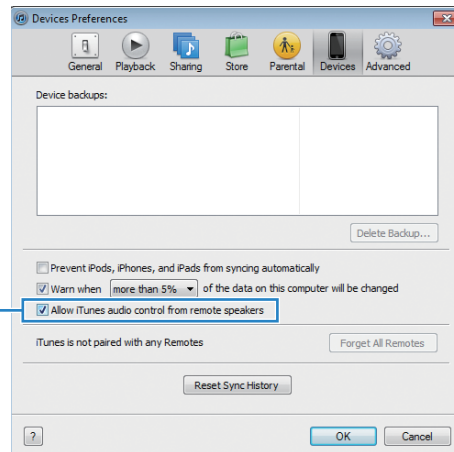 Devices Preferences
General Playback Sharing Store Parental Devices Advanced
Device backups:
Delete Backup...
Prevent iPods, iPhones, and iPads from syncing automatically
Warn when more than 5% of the data on this computer will be changed
Allow iTunes audio control from remote speakers
iTunes is not paired with any Remotes Forget All Remotes
Reset Sync History
? OK Cancel